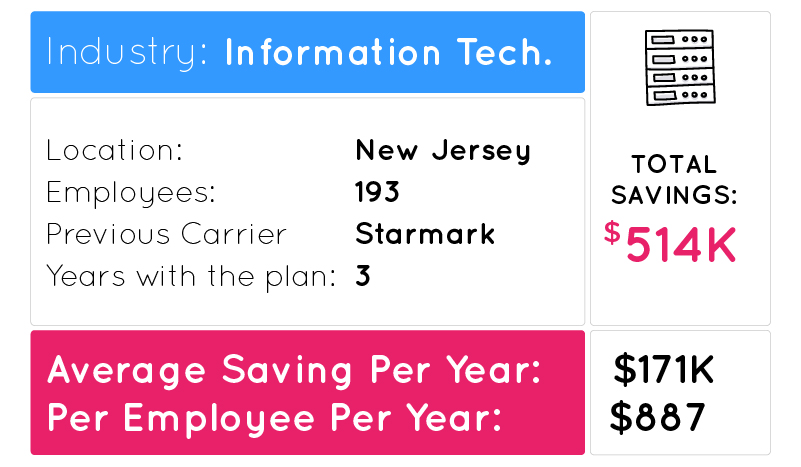 Industry: Information Tech.
Location: New Jersey
Employees: 193
Previous Carrier Starmark
Years with the plan: 3
TOTAL
SAVINGS:
$514K
Average Saving Per Year: $171K
Per Employee Per Year: $887